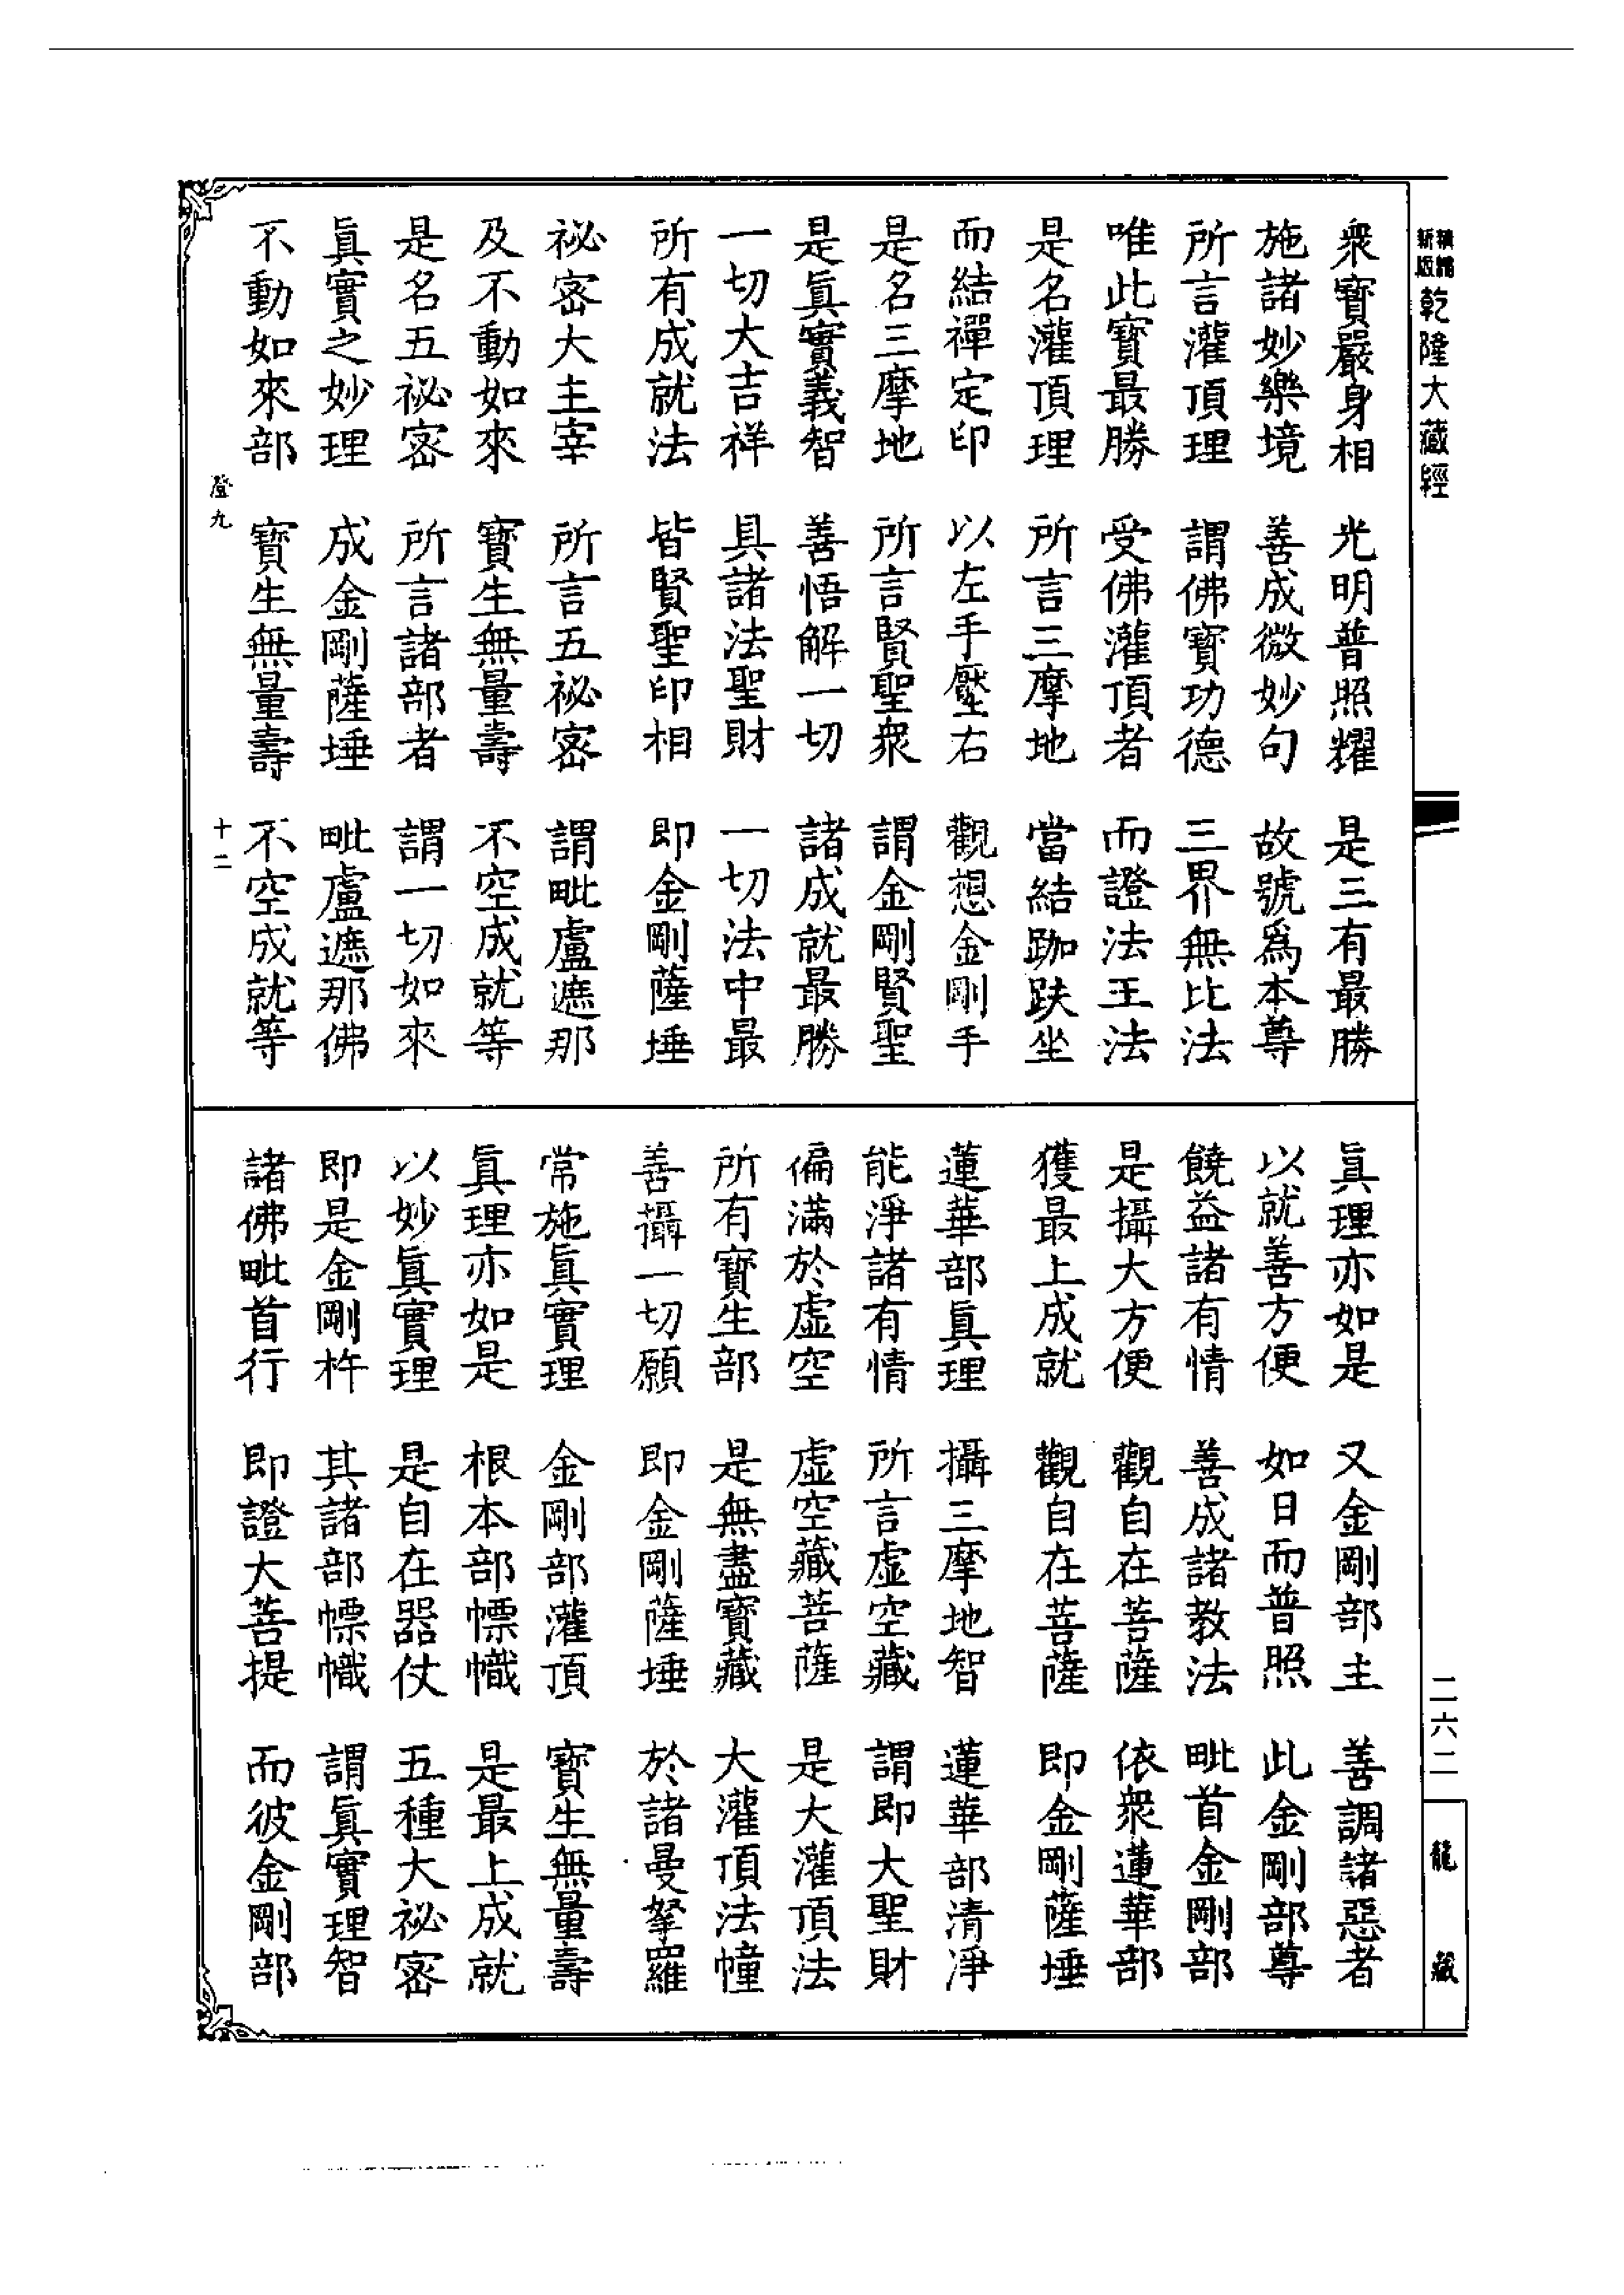 新版精縮乾隆大藏經
衆寶嚴身相　光明普照耀　是三有最勝
施諸妙樂境　善成微妙句　故號爲本尊
所言灌頂理　謂佛寶功德　三界無比法
唯此寶最勝　受佛灌頂者　而證法王法
是名灌頂理　所言三摩地　當結跏趺坐
而結禪定印　以左手壓右　觀想金剛手
是名三摩地　所言賢聖衆　謂金剛賢聖
是眞實義智　善悟解一切　諸成就最勝
一切大吉祥　具諸法聖財　一切法中最
所有成就法　皆賢聖印相　即金剛薩埵
祕密大主宰　所言五祕密　謂毗盧遮那
及不動如來　寶生無量壽　不空成就等
是名五祕密　所言諸部者　謂一切如來
眞實之妙理　成金剛薩埵　毗盧遮那佛
不動如來部　寶生無量壽　不空成就等
登九　十二
眞理亦如是　又金剛部主　善調諸惡者
以就善方便　如日而普照　此金剛部尊
饒益諸有情　善成諸教法　毗首金剛部
是攝大方便　觀自在菩薩　依衆蓮華部
獲最上成就　觀自在菩薩　即金剛薩埵
蓮華部眞理　攝三摩地智　蓮華部清淨
能淨諸有情　所言虛空藏　謂即大聖財
徧滿於虛空　虛空藏菩薩　是大灌頂法
所有寶生部　是無盡寶藏　大灌頂法幢
善攝一切願　即金剛薩埵　於諸曼拏羅
常施眞實理　金剛部灌頂　寶生無量壽
眞理亦如是　根本部幖幟　是最上成就
以妙眞實理　是自在器仗　五種大祕密
即是金剛杵　其諸部幖幟　謂眞實理智
諸佛毗首行　即證大菩提　而彼金剛部
二六二
龍藏